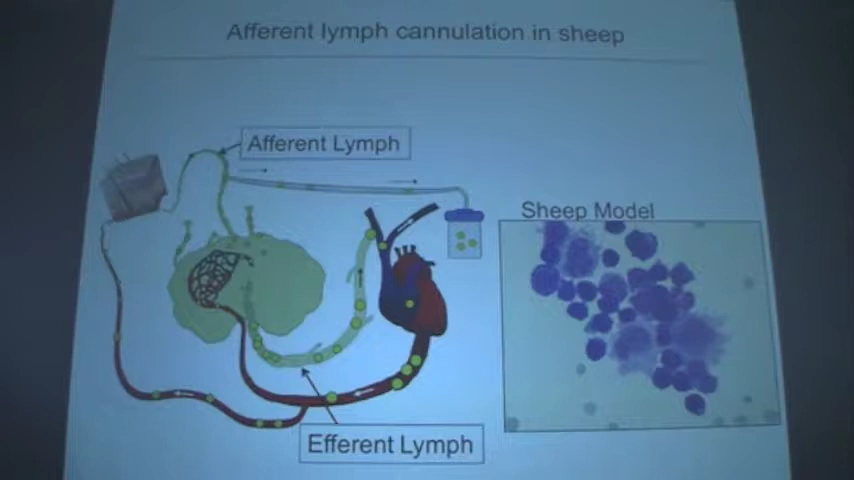 Afferent lymph cannulation in sheep
Afferent Lymph
Sheep Model
Efferent Lymph